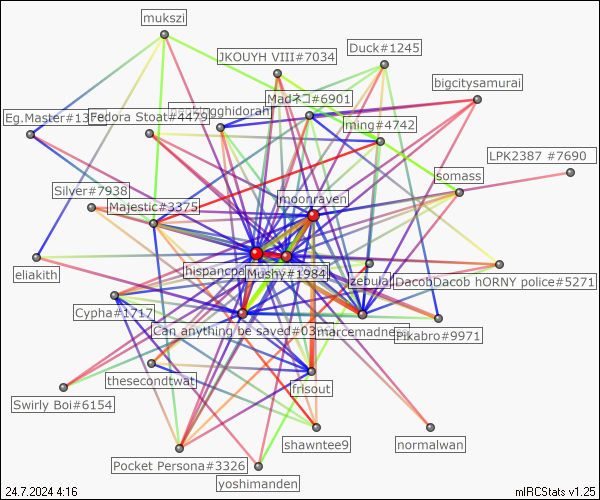 mukszi
JKOUYH VIII#7034
Duck#1245
bigcitysamurai
Madネコ#6901
Eg.Master#13
Fedora Stoat#4479
gghidorah
ming#4742
LPK2387 #7690
somass
Silver#7938
Majestic#3375
moonraven
eliakith
hispancpa
Mushy#1984
zebula
DacobDacob hORNY police#5271
Cypha#1717
Can anything be saved#03
marcemadness
Pikabro#9971
thesecondtwat
frisout
Swirly Boi#6154
shawntee9
normalwan
Pocket Persona#3326
yoshimanden
24.7.2024 4:16
mIRCStats v1.25